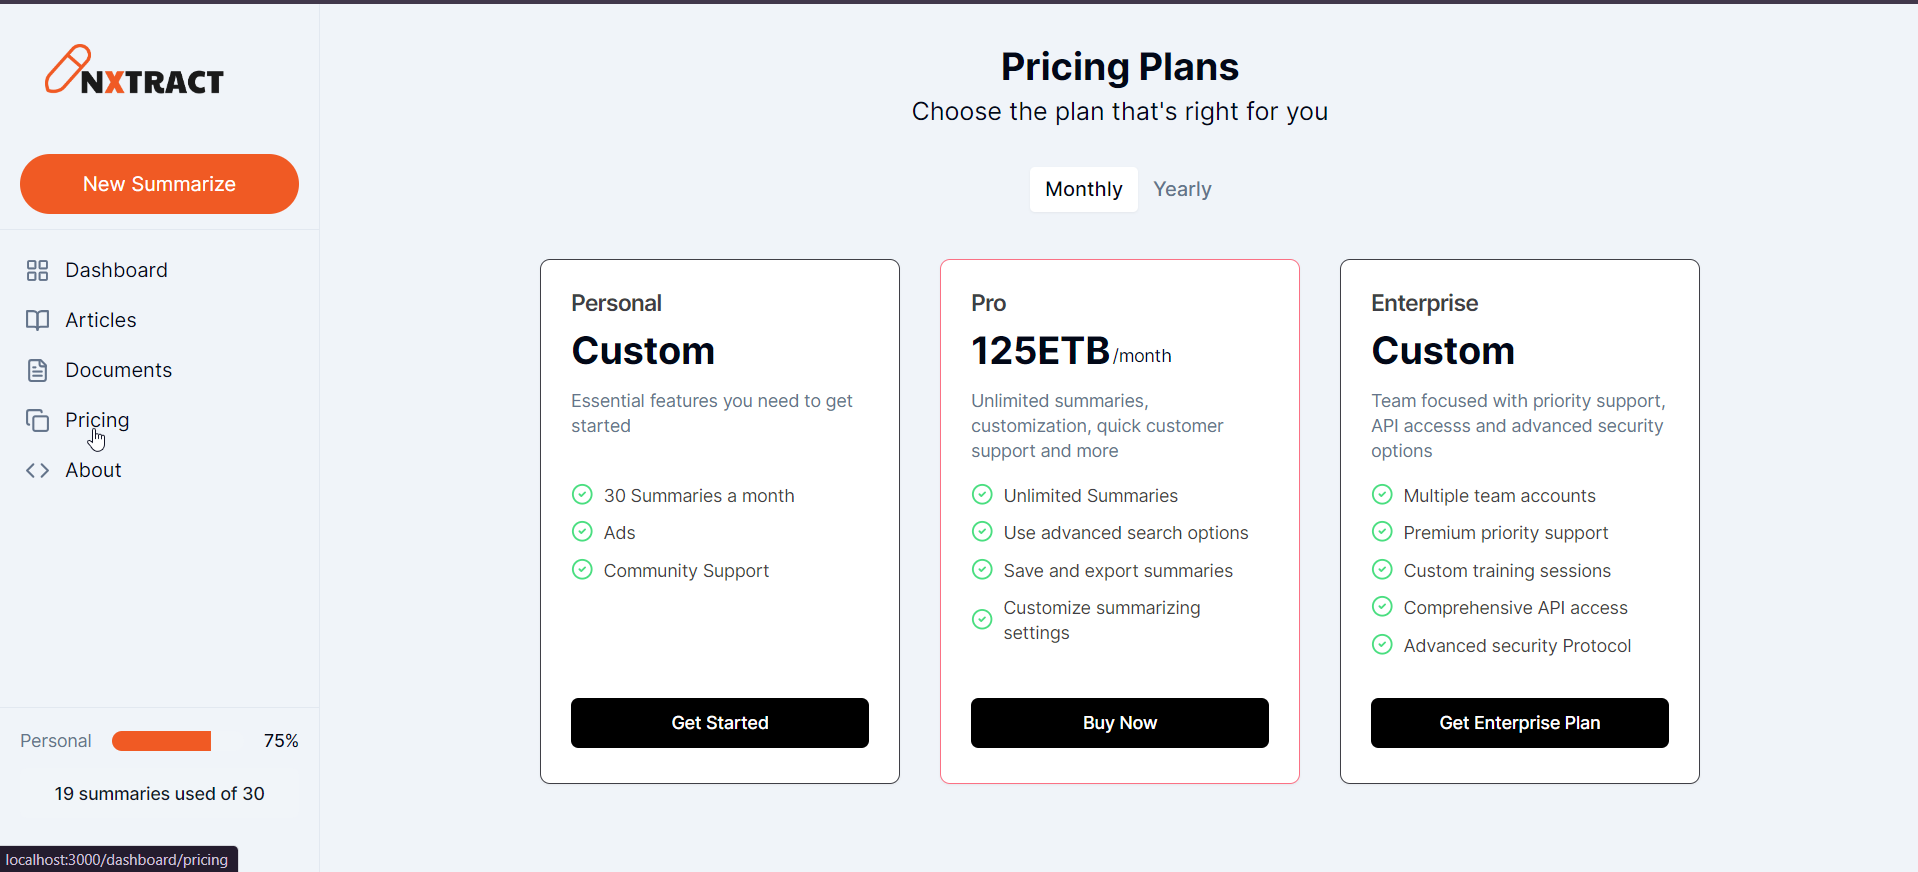 NXTRACT
New Summarize
Dashboard
Articles
Documents
Pricing
About
Personal 75%
19 summaries used of 30
localhost:3000/dashboard/pricing
Pricing Plans
Choose the plan that's right for you
Monthly Yearly
Personal
Custom
Essential features you need to get
started
30 Summaries a month
Ads
Community Support
Get Started
Pro
125ETB/month
Unlimited summaries,
customization, quick customer
support and more
Unlimited Summaries
Use advanced search options
Save and export summaries
Customize summarizing
settings
Buy Now
Enterprise
Custom
Team focused with priority support,
API accesss and advanced security
options
Multiple team accounts
Premium priority support
Custom training sessions
Comprehensive API access
Advanced security Protocol
Get Enterprise Plan